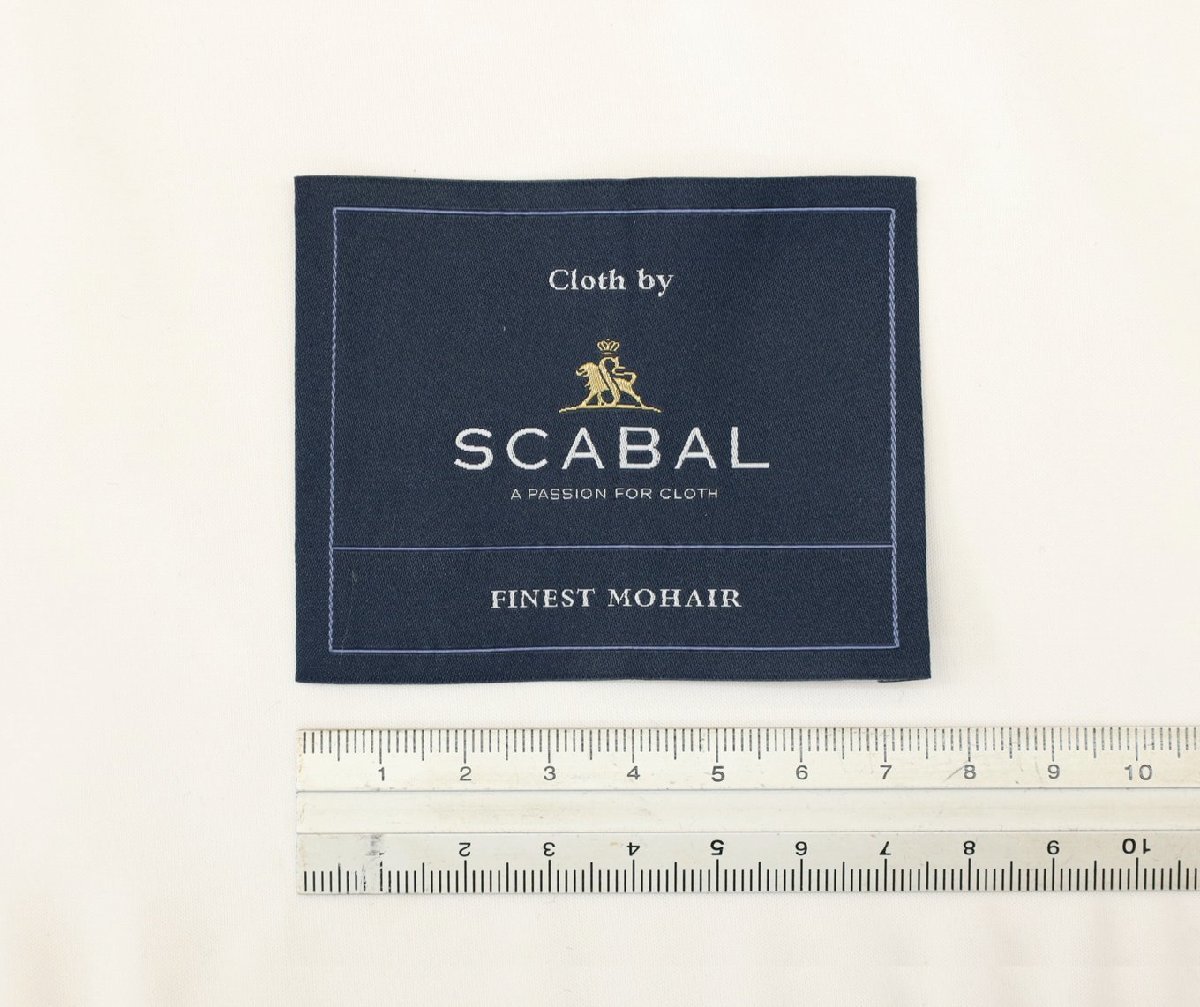 Cloth by
SCABAL
A PASSION FOR CLOTH
FINEST MOHAIR
1 2 3 4 5 6 7 8 9 10
2 3 4 5 6 7 8 9 10